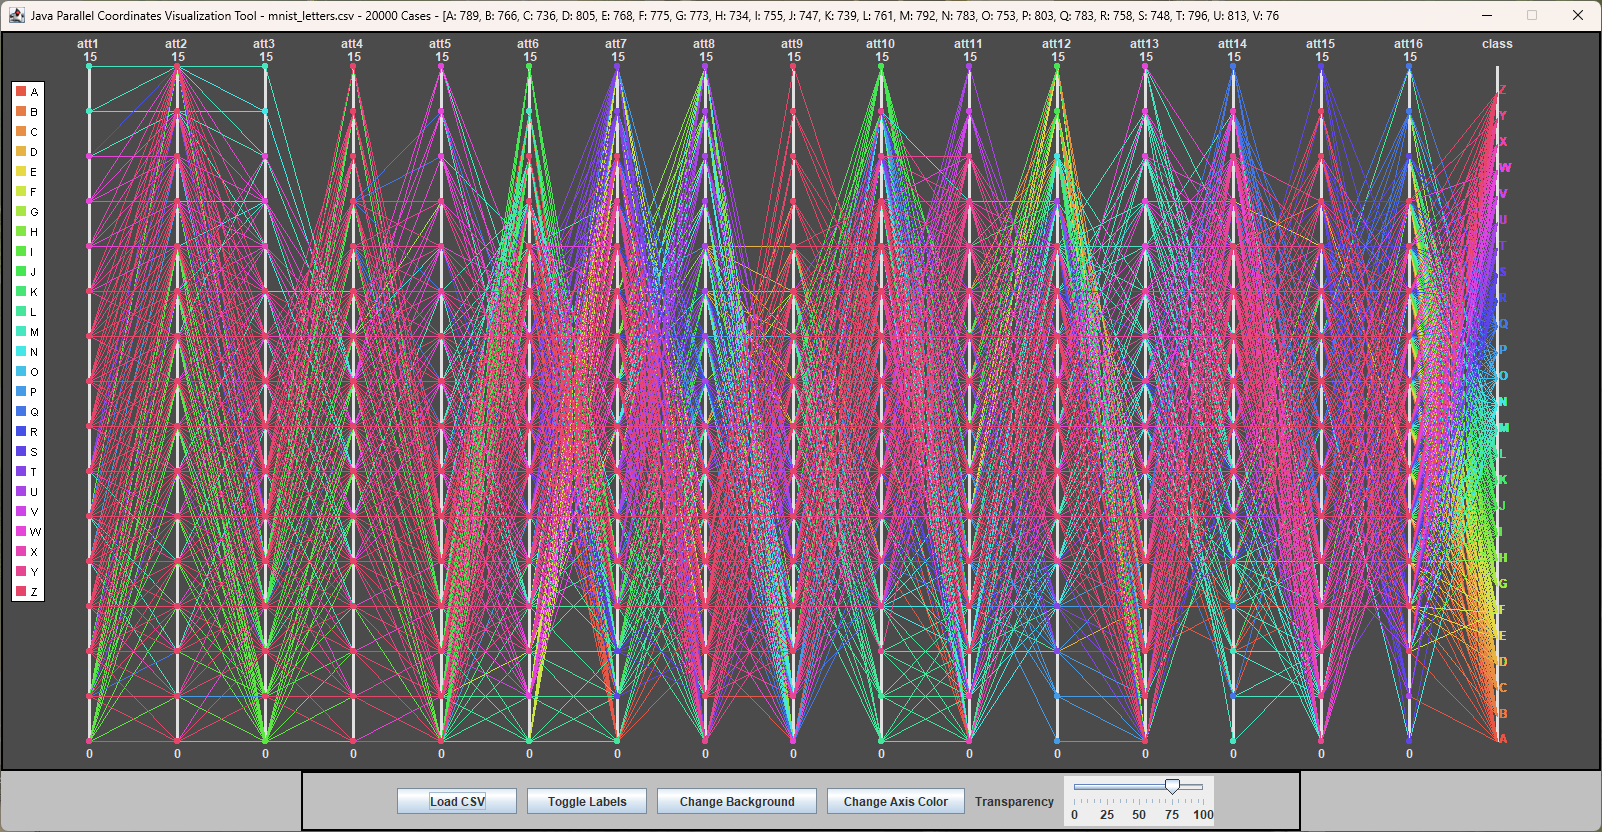 Java Parallel Coordinates Visualization Tool - mnist_letters.csv - 20000 Cases - [A: 789, B: 766, C: 736, D: 805, E: 768, F: 775, G: 773, H: 734, I: 755, J: 747, K: 739, L: 761, M: 792, N: 783, O: 753, P: 803, Q: 783, R: 758, S: 748, T: 796, U: 813, V: 76
att1 att2 att3 att4 att5 att6 att7 att8 att9 att10 att11 att12 att13 att14 att15 att16 class
15 15 15 15 15 15 15 15 15 15 15 15 15 15 15 15
A
B
C
D
E
F
G
H
I
J
K
L
M
N
O
P
Q
R
S
T
U
V
W
X
Y
Z
Z
Y
X
W
V
U
T
S
R
Q
P
O
N
M
L
K
J
I
H
G
F
E
D
C
B
A
0 0 0 0 0 0 0 0 0 0 0 0 0 0 0 0
Load CSV Toggle Labels Change Background Change Axis Color Transparency
0 25 50 75 100